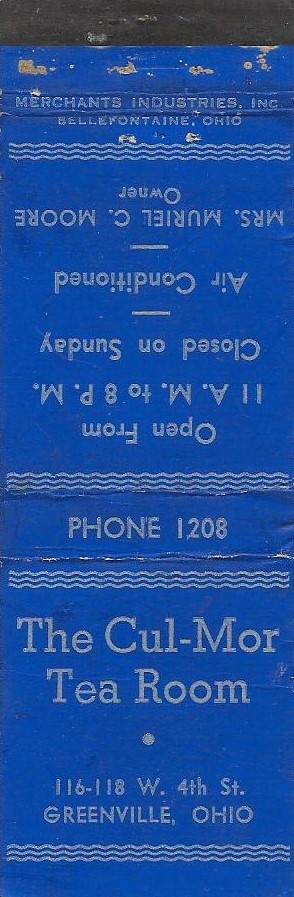 MERCHANTS INDUSTRIES, INC.
BELLEFONTAINE, OHIO
Open From
11 A. M. to 8 P. M.
Closed on Sunday
Air Conditioned
MRS. MURIEL C. MOORE
Owner
PHONE 1208
The Cul-Mor
Tea Room
116-118 W. 4th St.
GREENVILLE, OHIO